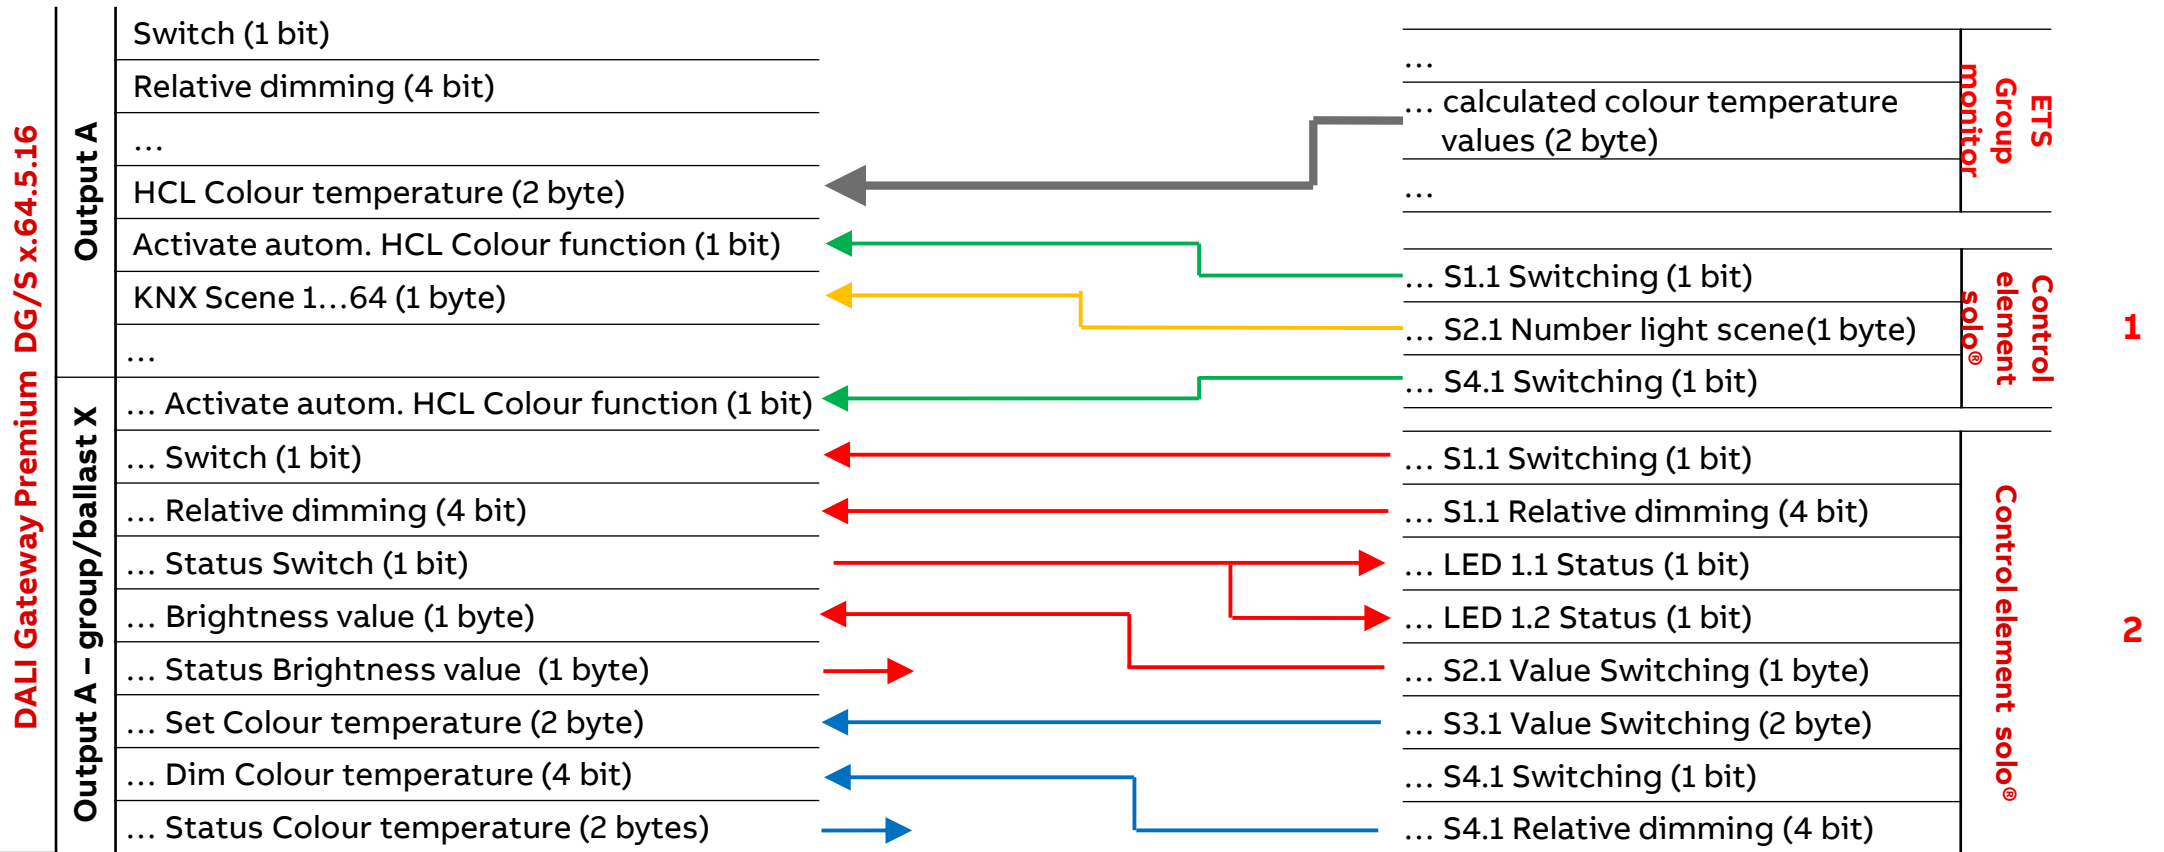 DALI Gateway Premium DG/S x.64.5.16
Output A
Switch (1 bit)
Relative dimming (4 bit)
...
HCL Colour temperature (2 byte)
Activate autom. HCL Colour function (1 bit)
KNX Scene 1...64 (1 byte)
...
Output A – group/ballast X
... Activate autom. HCL Colour function (1 bit)
... Switch (1 bit)
... Relative dimming (4 bit)
... Status Switch (1 bit)
... Brightness value (1 byte)
... Status Brightness value (1 byte)
... Set Colour temperature (2 byte)
... Dim Colour temperature (4 bit)
... Status Colour temperature (2 bytes)
...
... calculated colour temperature
values (2 byte)
...
ETS
Group
monitor
... S1.1 Switching (1 bit)
... S2.1 Number light scene(1 byte)
... S4.1 Switching (1 bit)
Control
element
solo®
1
... S1.1 Switching (1 bit)
... S1.1 Relative dimming (4 bit)
... LED 1.1 Status (1 bit)
... LED 1.2 Status (1 bit)
... S2.1 Value Switching (1 byte)
... S3.1 Value Switching (2 byte)
... S4.1 Switching (1 bit)
... S4.1 Relative dimming (4 bit)
Control element solo®
2